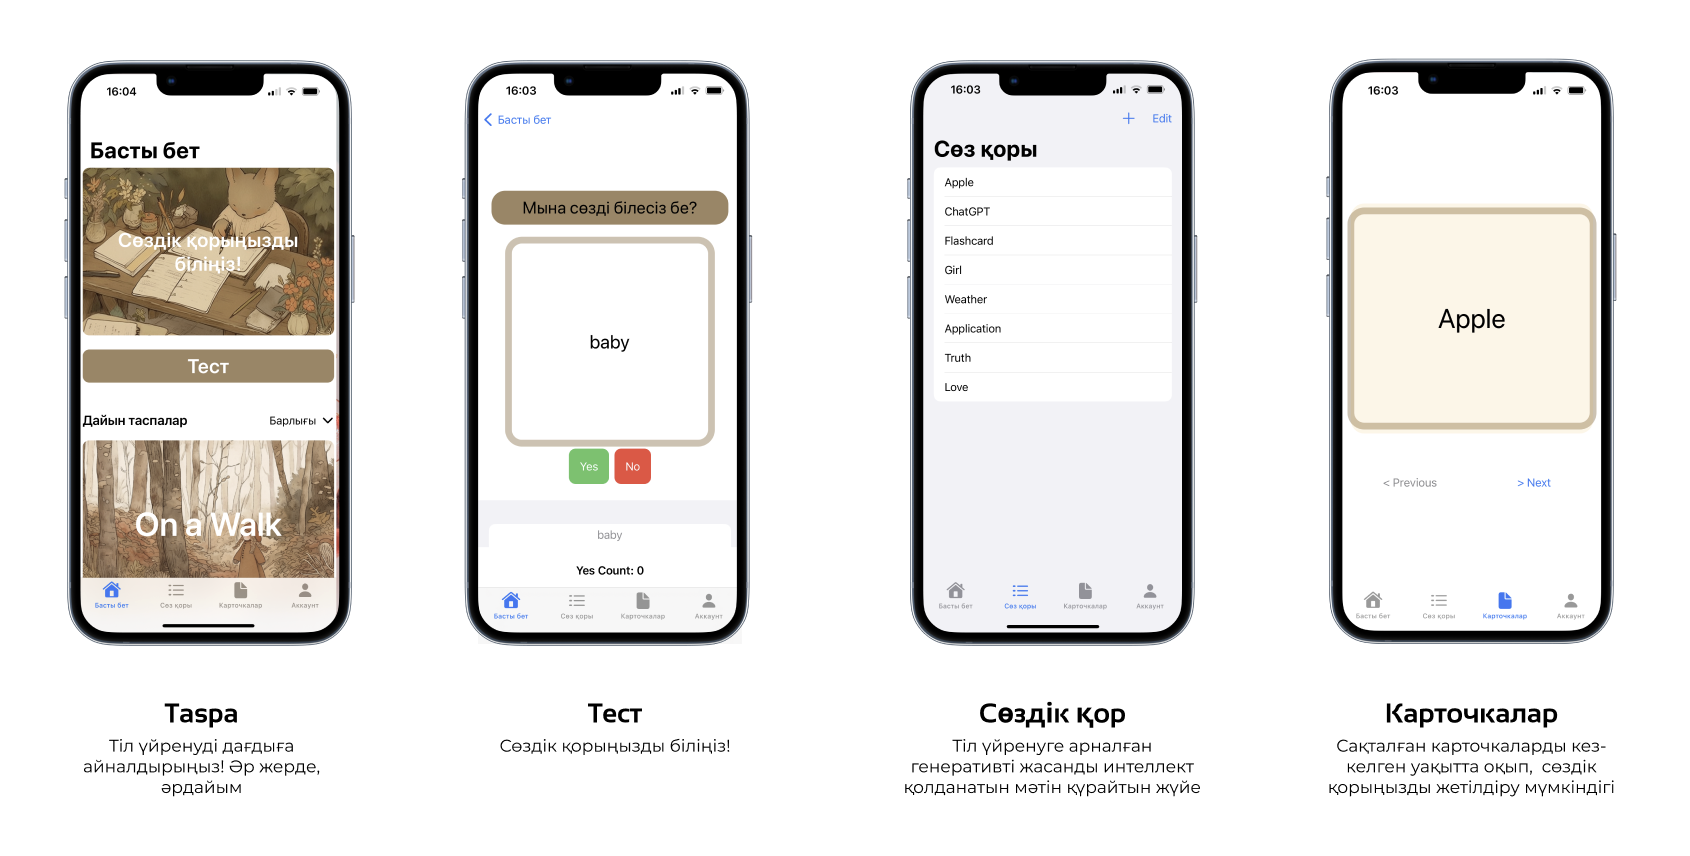 16:04
Басты бет
Сөздік қорыңызды
біліңіз!
Тест
Дайын таспалар
Барлығы
On a Walk
Басты бет
Сөз қоры
Карточкалар
Аккаунт
Taspa
Тіл үйренуді дағдыға
айналдырыңыз! Әр жерде,
әрдайым
16:03
Басты бет
Мына сөзді білесіз бе?
baby
Yes
No
baby
Yes Count: 0
Басты бет
Сөз қоры
Карточкалар
Аккаунт
Тест
Сөздік қорыңызды біліңіз!
16:03
+
Edit
Сөз қоры
Apple
ChatGPT
Flashcard
Girl
Weather
Application
Truth
Love
Басты бет
Сөз қоры
Карточкалар
Аккаунт
Сөздік қор
Тіл үйренуге арналған
генеративті жасанды интеллект
қолданатын мәтін құрайтын жүйе
16:03
Apple
< Previous
> Next
Басты бет
Сөз қоры
Карточкалар
Аккаунт
Карточкалар
Сақталған карточкаларды кез-
келген уақытта оқып, сөздік
қорыңызды жетілдіру мүмкіндігі